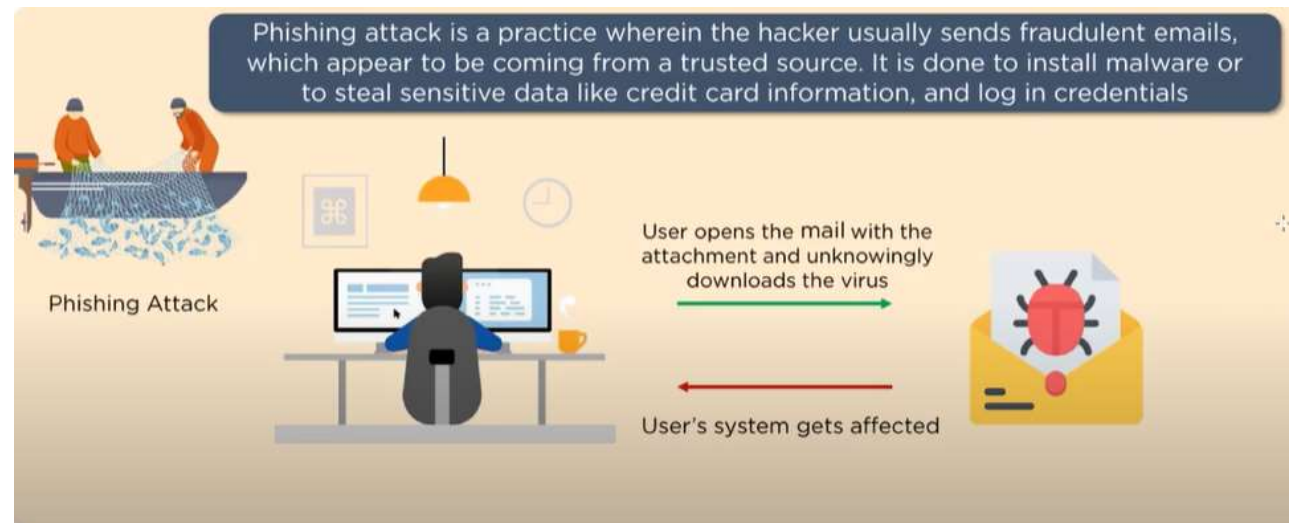 Phishing attack is a practice wherein the hacker usually sends fraudulent emails,
which appear to be coming from a trusted source. It is done to install malware or
to steal sensitive data like credit card information, and log in credentials
Phishing Attack
User opens the mail with the
attachment and unknowingly
downloads the virus
User's system gets affected